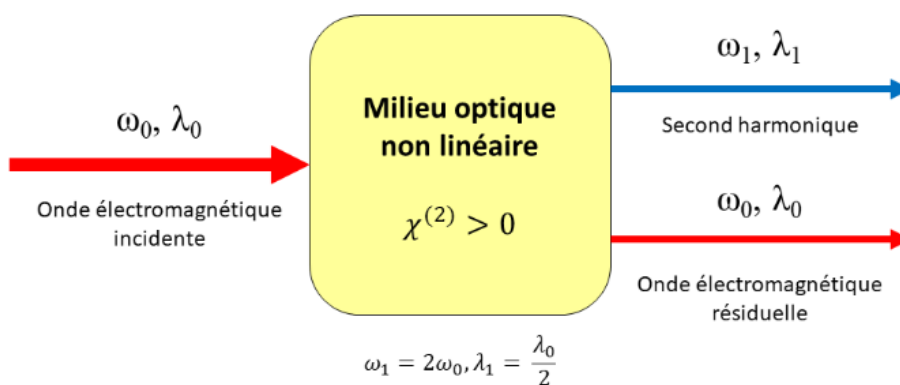 ω₀, λ₀
Onde électromagnétique
incidente
Milieu optique
non linéaire
χ⁽²⁾ > 0
ω₁, λ₁
Second harmonique
ω₀, λ₀
Onde électromagnétique
résiduelle
ω₁ = 2ω₀, λ₁ = λ₀/2